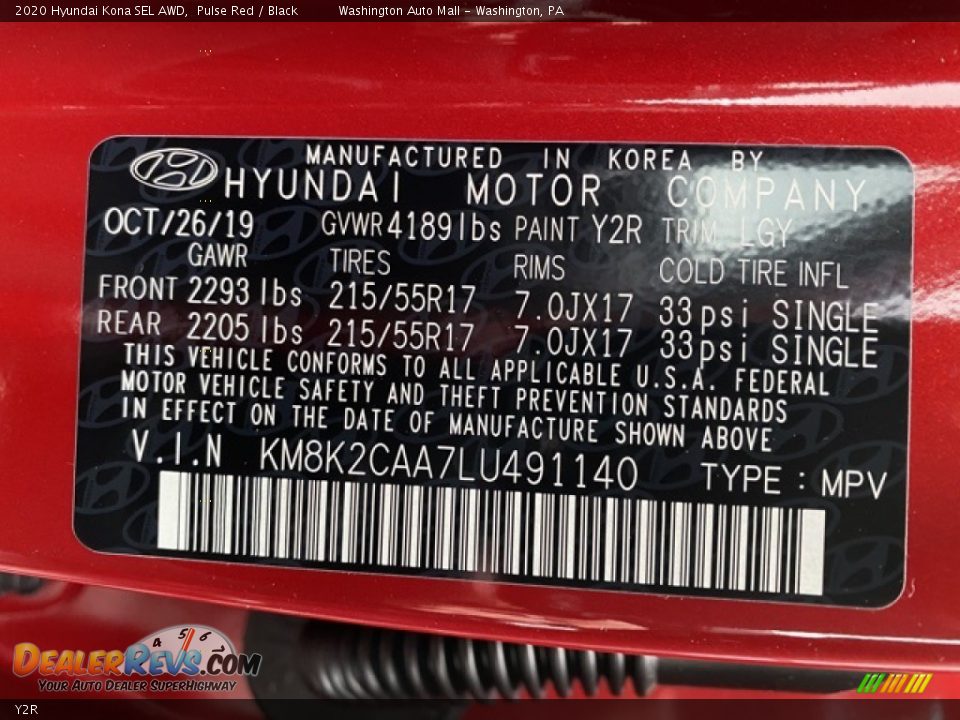 2020 Hyundai Kona SEL AWD, Pulse Red / Black Washington Auto Mall - Washington, PA
MANUFACTURED IN KOREA BY
HYUNDAI MOTOR COMPANY
OCT/26/19 GVWR 4189 lbs PAINT Y2R TRIM LGY
GAWR TIRES RIMS COLD TIRE INFL
FRONT 2293 lbs 215/55R17 7.0JX17 33psi SINGLE
REAR 2205 lbs 215/55R17 7.0JX17 33psi SINGLE
THIS VEHICLE CONFORMS TO ALL APPLICABLE U.S.A. FEDERAL
MOTOR VEHICLE SAFETY AND THEFT PREVENTION STANDARDS
IN EFFECT ON THE DATE OF MANUFACTURE SHOWN ABOVE
V.I.N KM8K2CAA7LU491140 TYPE : MPV
4 5 6
DEALERREVS.COM
YOUR AUTO DEALER SUPERHIGHWAY
Y2R